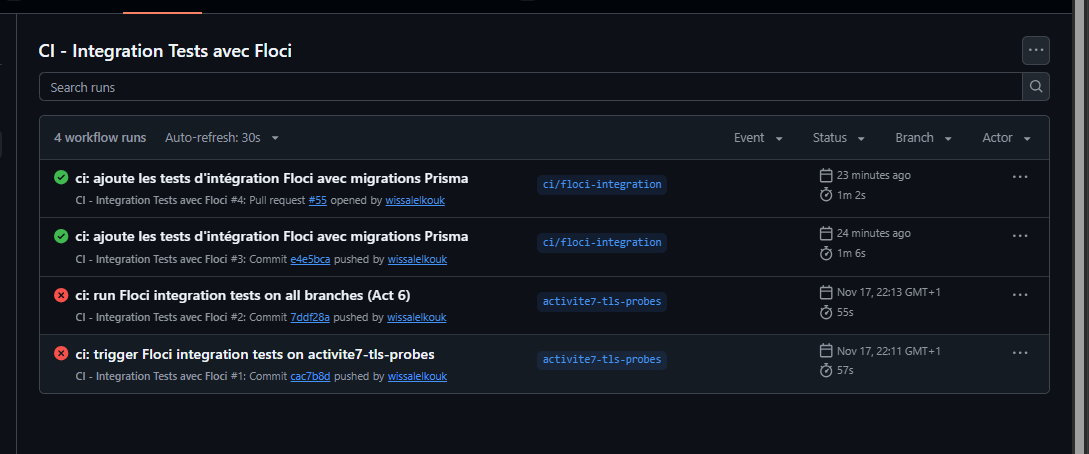 CI - Integration Tests avec Floci
Search runs
4 workflow runs Auto-refresh: 30s Event Status Branch Actor
ci: ajoute les tests d'intégration Floci avec migrations Prisma ci/floci-integration 23 minutes ago
CI - Integration Tests avec Floci #4: Pull request #55 opened by wissalelkouk 1m 2s
ci: ajoute les tests d'intégration Floci avec migrations Prisma ci/floci-integration 24 minutes ago
CI - Integration Tests avec Floci #3: Commit e4e5bca pushed by wissalelkouk 1m 6s
ci: run Floci integration tests on all branches (Act 6) activite7-tls-probes Nov 17, 22:13 GMT+1
CI - Integration Tests avec Floci #2: Commit 7ddf28a pushed by wissalelkouk 55s
ci: trigger Floci integration tests on activite7-tls-probes activite7-tls-probes Nov 17, 22:11 GMT+1
CI - Integration Tests avec Floci #1: Commit cac7b8d pushed by wissalelkouk 57s